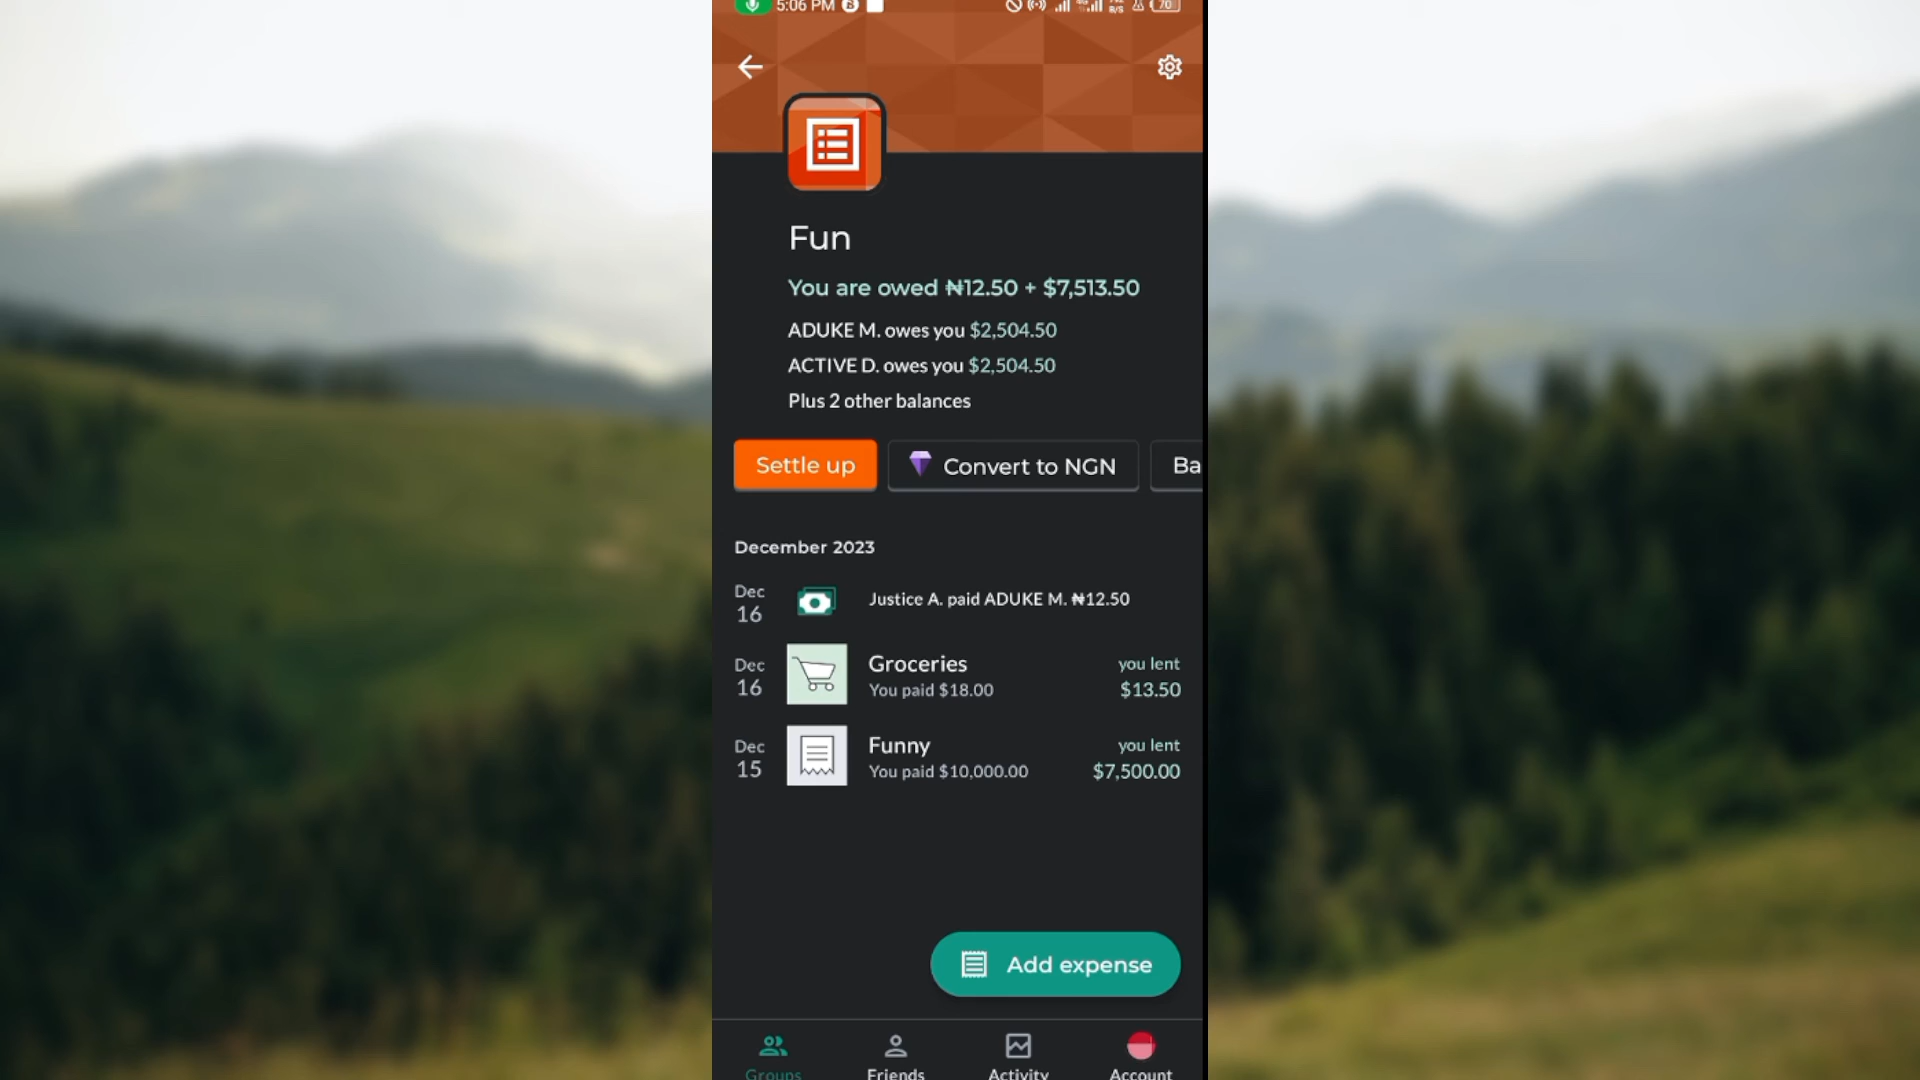 5:06 PM
70
Fun
You are owed ₦12.50 + $7,513.50
ADUKE M. owes you $2,504.50
ACTIVE D. owes you $2,504.50
Plus 2 other balances
Settle up
Convert to NGN
Ba
December 2023
Dec 16
Justice A. paid ADUKE M. ₦12.50
Dec 16
Groceries
you lent
You paid $18.00
$13.50
Dec 15
Funny
you lent
You paid $10,000.00
$7,500.00
Add expense
Groups
Friends
Activity
Account